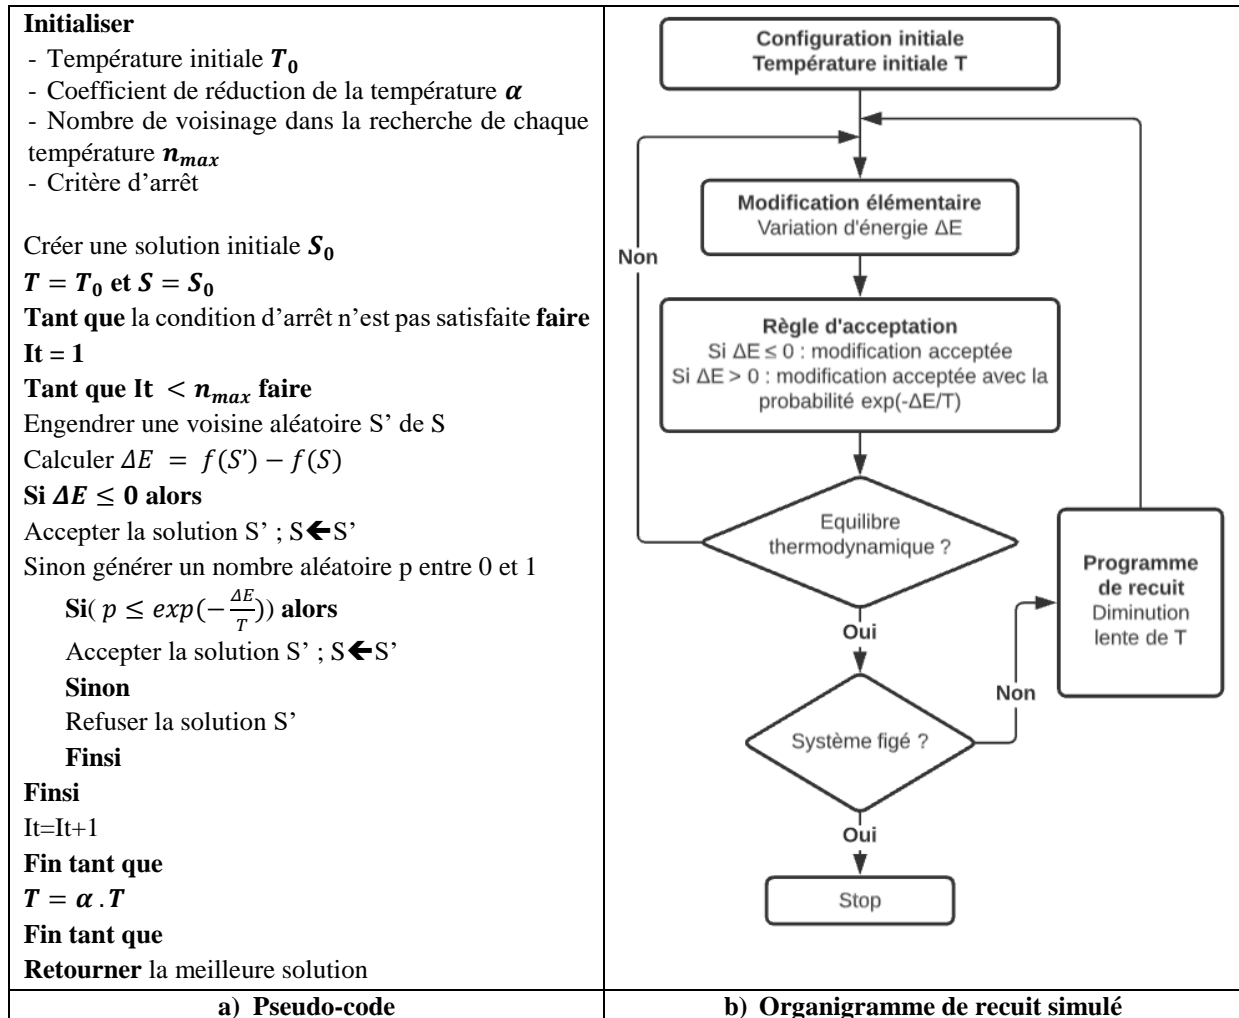 Initialiser
- Température initiale T₀
- Coefficient de réduction de la température α
- Nombre de voisinage dans la recherche de chaque
température n_max
- Critère d’arrêt
Créer une solution initiale S₀
T = T₀ et S = S₀
Tant que la condition d’arrêt n’est pas satisfaite faire
It = 1
Tant que It < n_max faire
Engendrer une voisine aléatoire S’ de S
Calculer ΔE = f(S′) − f(S)
Si ΔE ≤ 0 alors
Accepter la solution S’ ; S🡸S’
Sinon générer un nombre aléatoire p entre 0 et 1
Si( p ≤ exp(−ΔE/T)) alors
Accepter la solution S’ ; S🡸S’
Sinon
Refuser la solution S’
Finsi
Finsi
It=It+1
Fin tant que
T = α . T
Fin tant que
Retourner la meilleure solution
a) Pseudo-code
Configuration initiale
Température initiale T
Modification élémentaire
Variation d'énergie ΔE
Non
Règle d'acceptation
Si ΔE ≤ 0 : modification acceptée
Si ΔE > 0 : modification acceptée avec la
probabilité exp(-ΔE/T)
Equilibre
thermodynamique ?
Programme
de recuit
Diminution
lente de T
Oui
Non
Système figé ?
Oui
Stop
b) Organigramme de recuit simulé